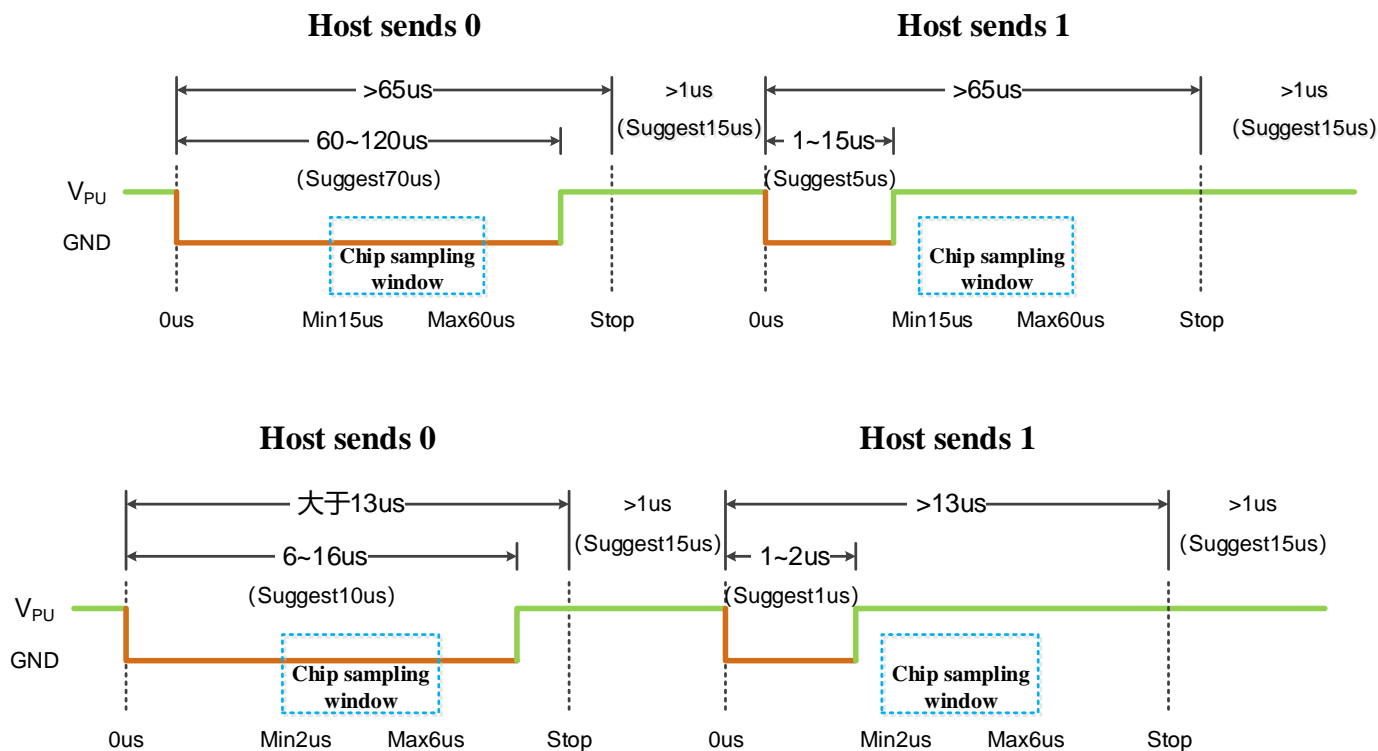 Host sends 0
Host sends 1
>65us
>1us
>65us
>1us
60~120us
(Suggest15us)
1~15us
(Suggest15us)
(Suggest70us)
(Suggest5us)
VPU
GND
Chip sampling
window
Chip sampling
window
0us
Min15us
Max60us
Stop
0us
Min15us
Max60us
Stop
Host sends 0
Host sends 1
大于13us
>1us
>13us
>1us
6~16us
(Suggest15us)
1~2us
(Suggest15us)
(Suggest10us)
(Suggest1us)
VPU
GND
Chip sampling
window
Chip sampling
window
0us
Min2us
Max6us
Stop
0us
Min2us
Max6us
Stop